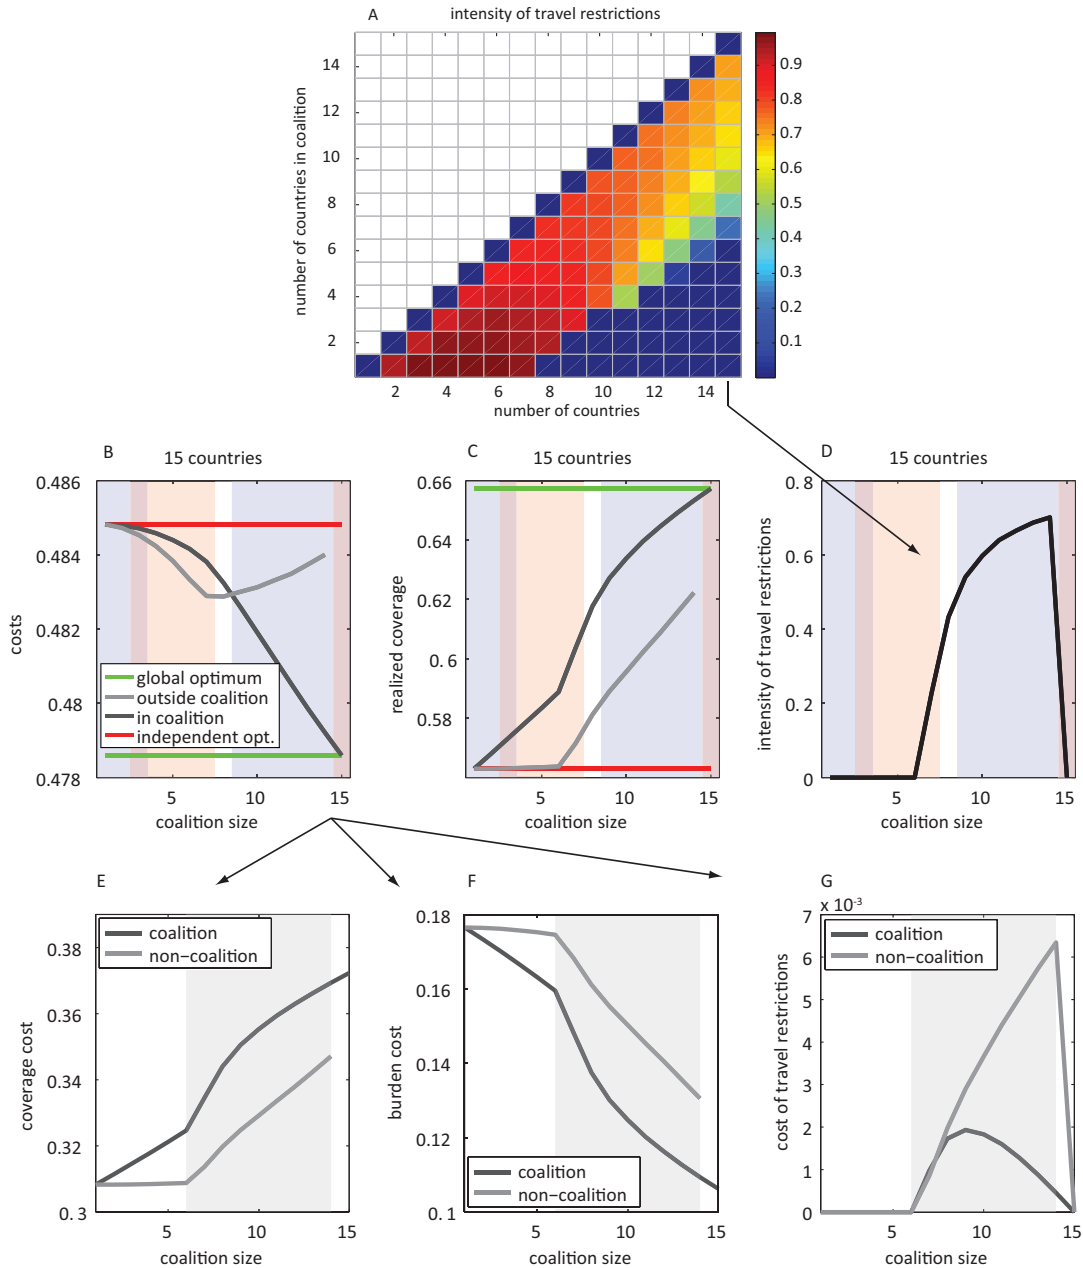 A intensity of travel restrictions
number of countries in coalition
14
12
10
8
6
4
2
2 4 6 8 10 12 14
number of countries
0.9
0.8
0.7
0.6
0.5
0.4
0.3
0.2
0.1
B
15 countries
costs
0.486
0.484
0.482
0.48
0.478
global optimum
outside coalition
in coalition
independent opt.
5 10 15
coalition size
C
15 countries
realized coverage
0.66
0.64
0.62
0.6
0.58
5 10 15
coalition size
D
15 countries
intensity of travel restrictions
0.8
0.6
0.4
0.2
0
5 10 15
coalition size
E
coverage cost
0.38
0.36
0.34
0.32
0.3
coalition
non−coalition
5 10 15
coalition size
F
burden cost
0.18
0.16
0.14
0.12
0.1
coalition
non−coalition
5 10 15
coalition size
G
x 10-3
cost of travel restrictions
7
6
5
4
3
2
1
0
coalition
non−coalition
5 10 15
coalition size